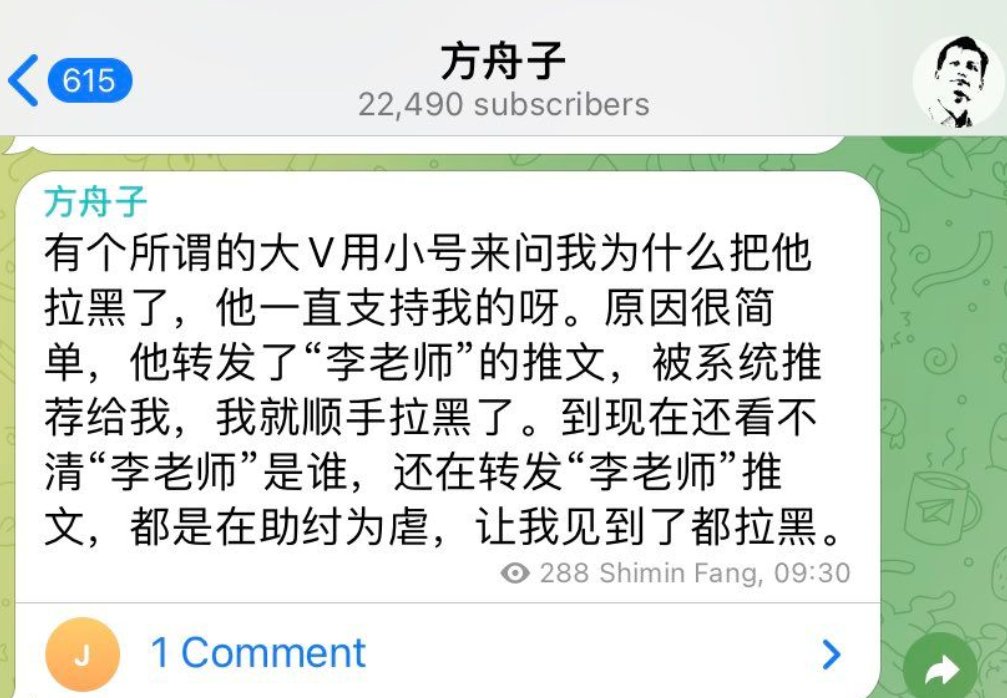 615
方舟子
22,490 subscribers
方舟子
有个所谓的大V用小号来问我为什么把他
拉黑了，他一直支持我的呀。原因很简
单，他转发了“李老师”的推文，被系统推
荐给我，我就顺手拉黑了。到现在还看不
清“李老师”是谁，还在转发“李老师”推
文，都是在助纣为虐，让我见到了都拉黑。
288 Shimin Fang, 09:30
J
1 Comment